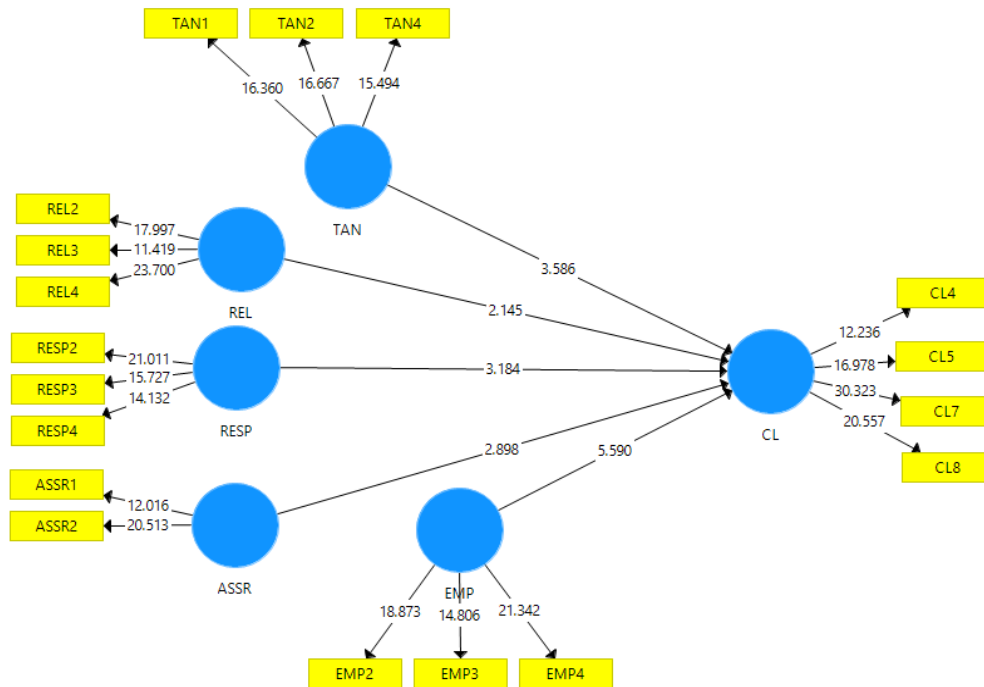 TAN1 TAN2 TAN4
16.360 16.667 15.494
TAN
REL2
REL3
REL4
17.997
11.419
23.700
REL
RESP2
RESP3
RESP4
21.011
15.727
14.132
RESP
ASSR1
ASSR2
12.016
20.513
ASSR
EMP
18.873 14.806 21.342
EMP2 EMP3 EMP4
3.586
2.145
3.184
2.898
5.590
CL
12.236
16.978
30.323
20.557
CL4
CL5
CL7
CL8